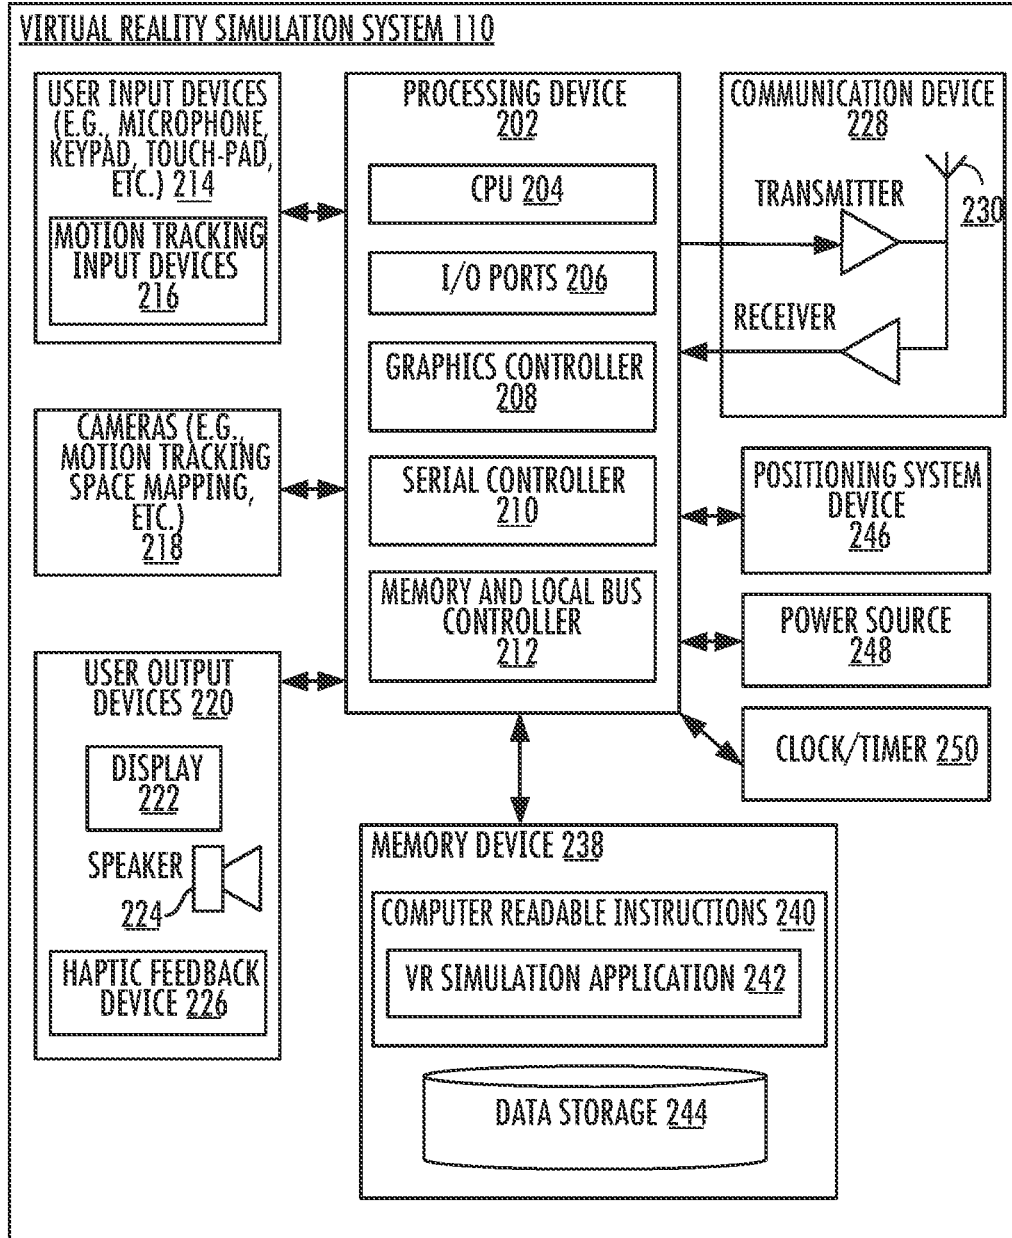 VIRTUAL REALITY SIMULATION SYSTEM 110
USER INPUT DEVICES
(E.G., MICROPHONE,
KEYPAD, TOUCH-PAD,
ETC.) 214
MOTION TRACKING
INPUT DEVICES
216
CAMERAS (E.G.,
MOTION TRACKING
SPACE MAPPING,
ETC.)
218
USER OUTPUT
DEVICES 220
DISPLAY
222
SPEAKER
224
HAPTIC FEEDBACK
DEVICE 226
PROCESSING DEVICE
202
CPU 204
I/O PORTS 206
GRAPHICS CONTROLLER
208
SERIAL CONTROLLER
210
MEMORY AND LOCAL BUS
CONTROLLER
212
COMMUNICATION DEVICE
228
TRANSMITTER
230
RECEIVER
POSITIONING SYSTEM
DEVICE
246
POWER SOURCE
248
CLOCK/TIMER 250
MEMORY DEVICE 238
COMPUTER READABLE INSTRUCTIONS 240
VR SIMULATION APPLICATION 242
DATA STORAGE 244